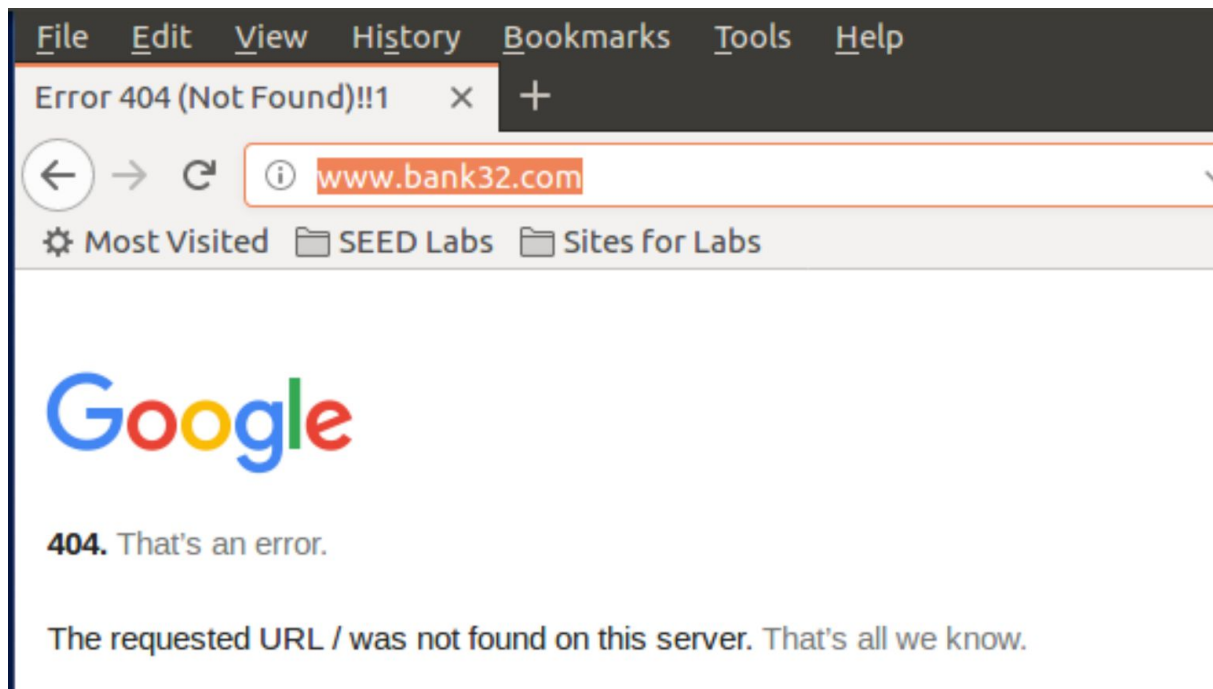 File Edit View History Bookmarks Tools Help
Error 404 (Not Found)!!1
www.bank32.com
Most Visited SEED Labs Sites for Labs
Google
404. That's an error.
The requested URL / was not found on this server. That's all we know.